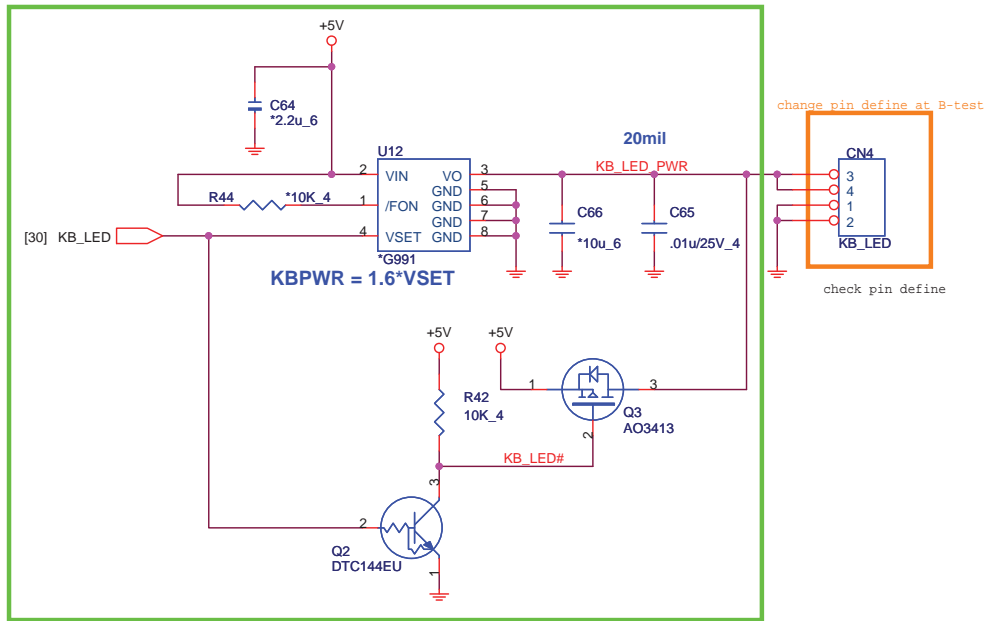 +5V
change pin define at B-test
C64
*2.2u_6
20mil
U12
CN4
2
VIN
VO
3
KB_LED_PWR
3
GND
5
4
R44
*10K_4
1
/FON
GND
6
1
C66
C65
GND
7
2
[30] KB_LED
4
VSET
GND
8
*10u_6
.01u/25V_4
KB_LED
*G991
KBPWR = 1.6*VSET
check pin define
+5V
+5V
1
3
R42
10K_4
Q3
AO3413
2
KB_LED#
3
2
Q2
DTC144EU
1